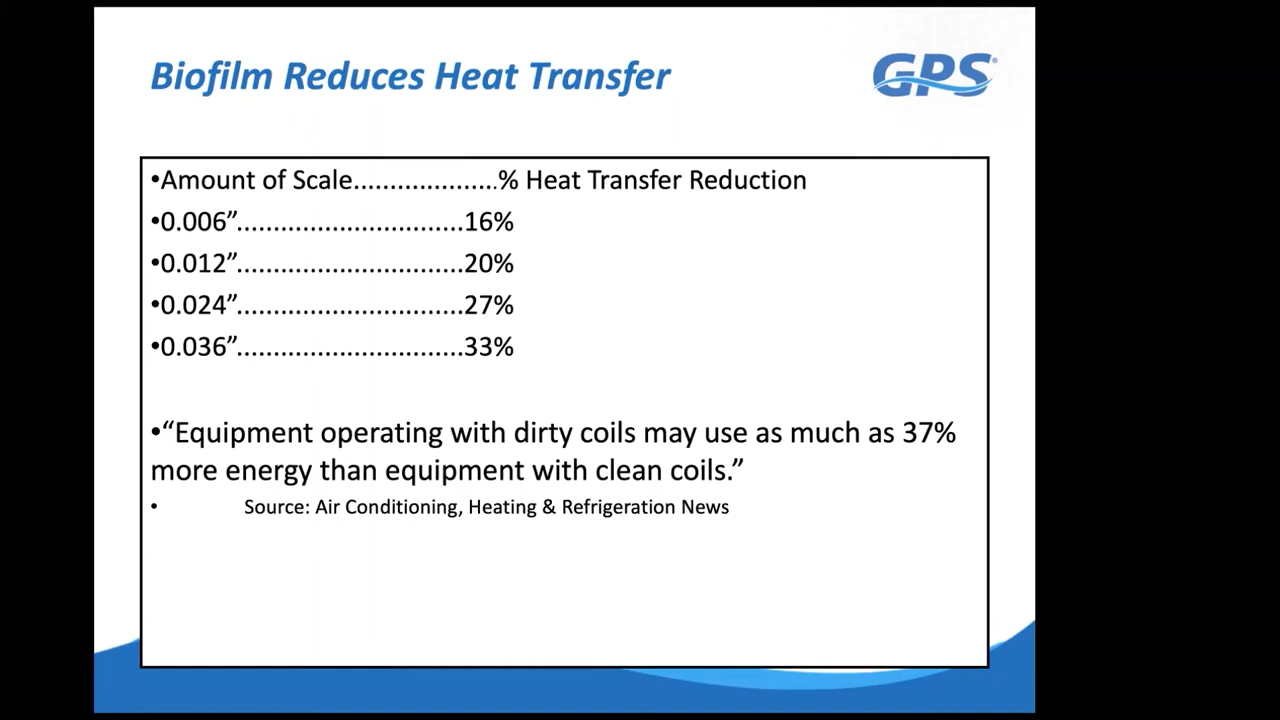 Biofilm Reduces Heat Transfer
GPS®
•Amount of Scale....................% Heat Transfer Reduction
•0.006”...............................16%
•0.012”...............................20%
•0.024”...............................27%
•0.036”...............................33%
•“Equipment operating with dirty coils may use as much as 37%
more energy than equipment with clean coils.”
• Source: Air Conditioning, Heating & Refrigeration News